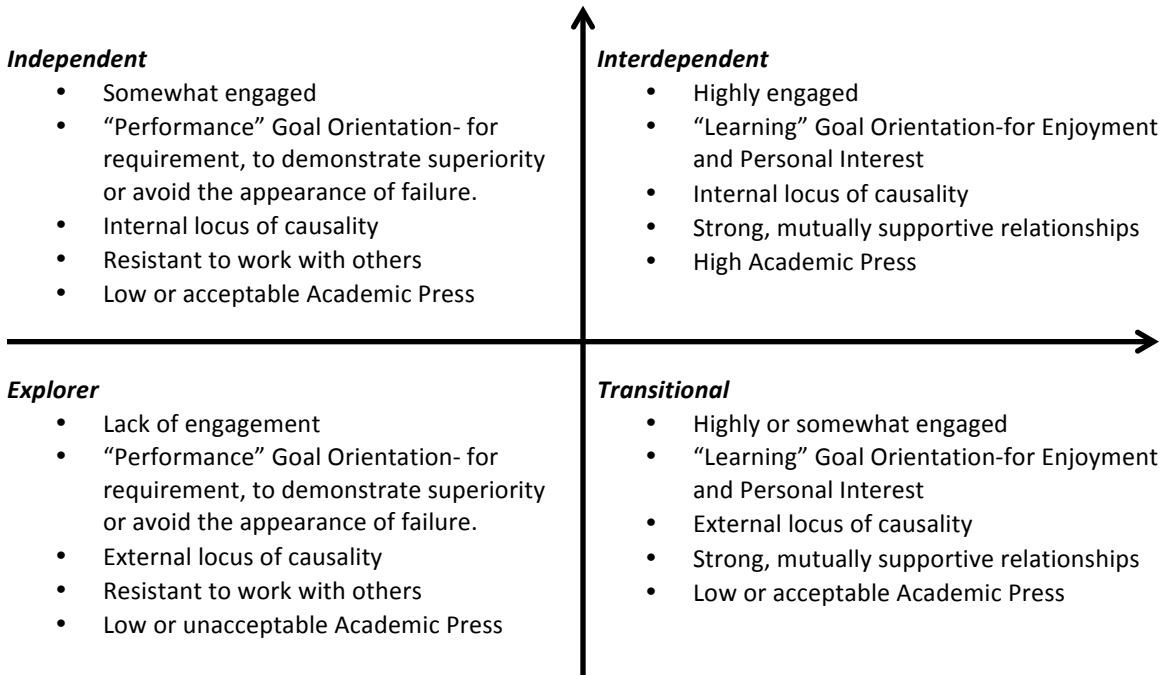 Independent
• Somewhat engaged
• “Performance” Goal Orientation- for
requirement, to demonstrate superiority
or avoid the appearance of failure.
• Internal locus of causality
• Resistant to work with others
• Low or acceptable Academic Press
Interdependent
• Highly engaged
• “Learning” Goal Orientation-for Enjoyment
and Personal Interest
• Internal locus of causality
• Strong, mutually supportive relationships
• High Academic Press
Explorer
• Lack of engagement
• “Performance” Goal Orientation- for
requirement, to demonstrate superiority
or avoid the appearance of failure.
• External locus of causality
• Resistant to work with others
• Low or unacceptable Academic Press
Transitional
• Highly or somewhat engaged
• “Learning” Goal Orientation-for Enjoyment
and Personal Interest
• External locus of causality
• Strong, mutually supportive relationships
• Low or acceptable Academic Press